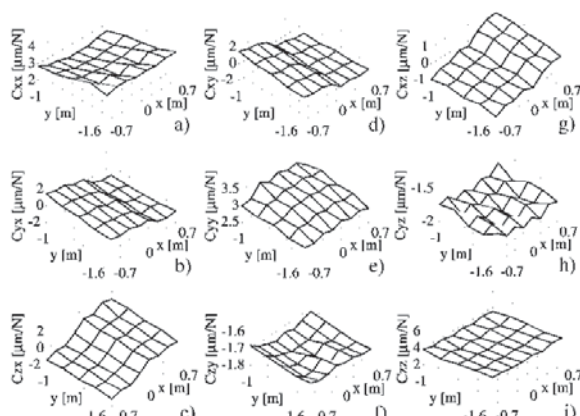 Cxx [µm/N] 4 3 2 -1 y [m] -1.6 -0.7 0 x [m] 0.7 a)
Cxy [µm/N] 2 0 -2 -1 y [m] -1.6 -0.7 0 x [m] 0.7 d)
Cxz [µm/N] 1 0 -1 y [m] -1.6 -0.7 0 x [m] 0.7 g)
Cyx [µm/N] 2 0 -2 -1 y [m] -1.6 -0.7 0 x [m] 0.7 b)
Cyy [µm/N] 3.5 3 2.5 -1 y [m] -1.6 -0.7 0 x [m] 0.7 e)
Cyz [µm/N] -1.5 -2 -1 y [m] -1.6 -0.7 0 x [m] 0.7 h)
Czx [µm/N] 2 0 -2 -1 y [m] -1.6 -0.7 0 x [m] 0.7 c)
Czy [µm/N] -1.6 -1.7 -1.8 -1 y [m] -1.6 -0.7 0 x [m] 0.7 f)
Czz [µm/N] 6 4 2 -1 y [m] -1.6 -0.7 0 x [m] 0.7 i)